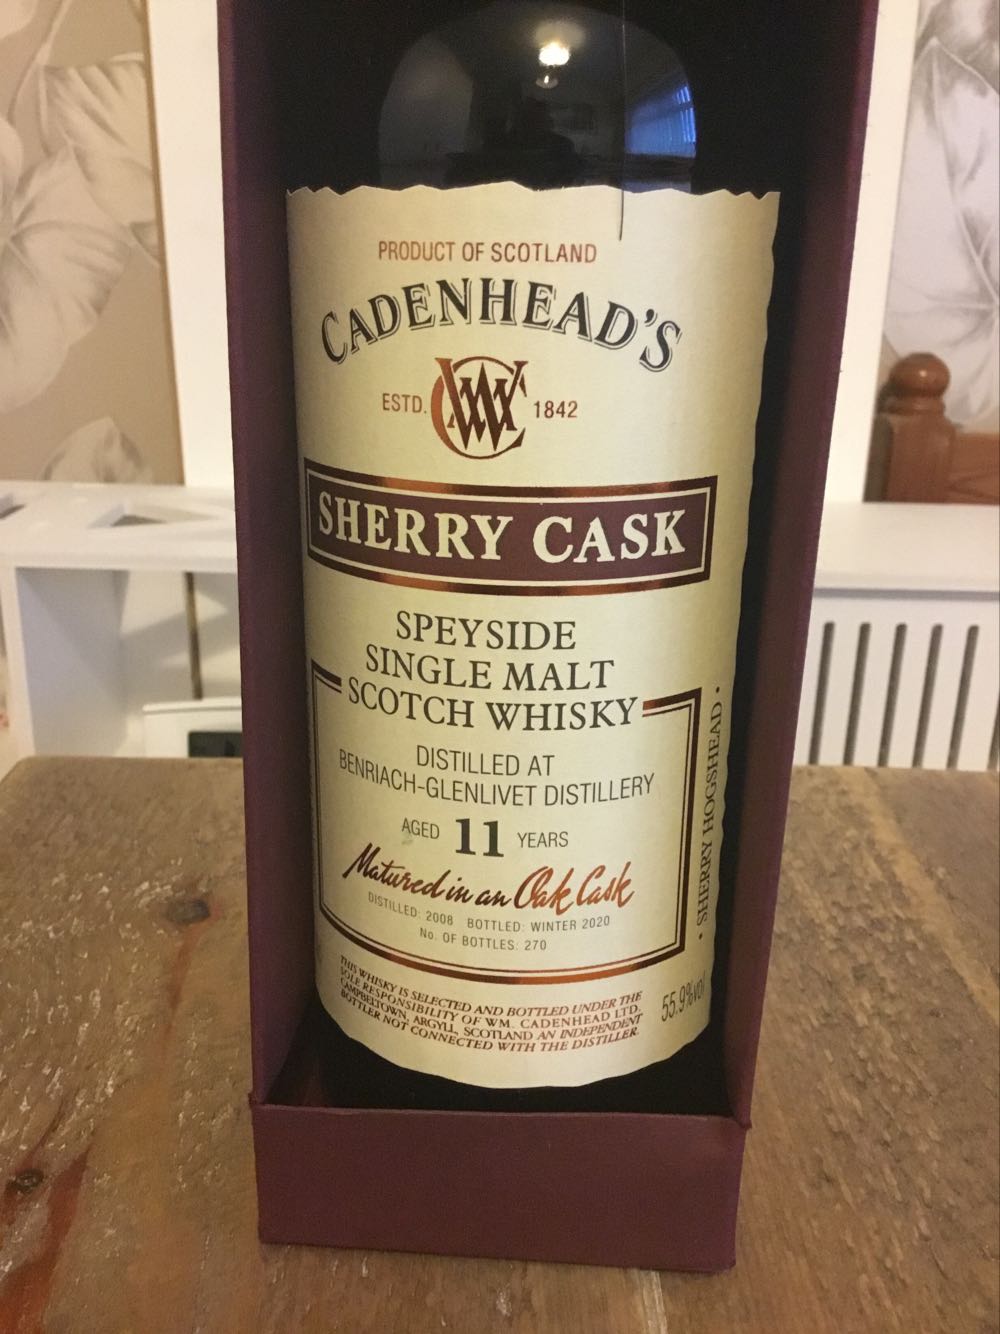 PRODUCT OF SCOTLAND
CADENHEAD'S
ESTD. WC 1842
SHERRY CASK
SPEYSIDE
SINGLE MALT
SCOTCH WHISKY
DISTILLED AT
BENRIACH-GLENLIVET DISTILLERY
AGED 11 YEARS
Matured in an Oak Cask
DISTILLED: 2008 BOTTLED: WINTER 2020
No. OF BOTTLES: 270
THIS WHISKY IS SELECTED AND BOTTLED UNDER THE
SOLE RESPONSIBILITY OF WM. CADENHEAD LTD.
CAMPBELTOWN, ARGYLL, SCOTLAND AN INDEPENDENT
BOTTLER NOT CONNECTED WITH THE DISTILLER.
55.9%vol
• SHERRY HOGSHEAD •